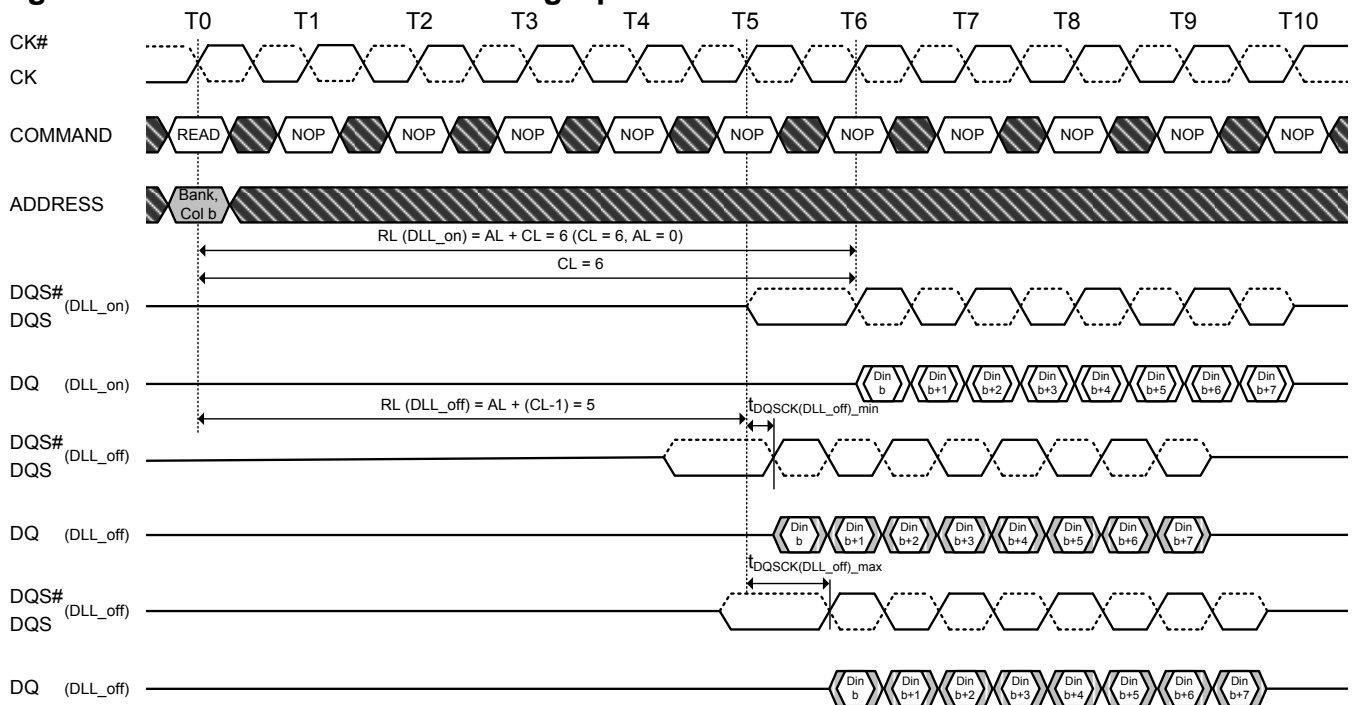 T0 T1 T2 T3 T4 T5 T6 T7 T8 T9 T10
CK#
CK
COMMAND READ NOP NOP NOP NOP NOP NOP NOP NOP NOP NOP
ADDRESS Bank,
Col b
RL (DLL_on) = AL + CL = 6 (CL = 6, AL = 0)
CL = 6
DQS# (DLL_on)
DQS
DQ (DLL_on) Din b Din b+1 Din b+2 Din b+3 Din b+4 Din b+5 Din b+6 Din b+7
RL (DLL_off) = AL + (CL-1) = 5 tDQSCK(DLL_off)_min
DQS# (DLL_off)
DQS
DQ (DLL_off) Din b Din b+1 Din b+2 Din b+3 Din b+4 Din b+5 Din b+6 Din b+7
tDQSCK(DLL_off)_max
DQS# (DLL_off)
DQS
DQ (DLL_off) Din b Din b+1 Din b+2 Din b+3 Din b+4 Din b+5 Din b+6 Din b+7